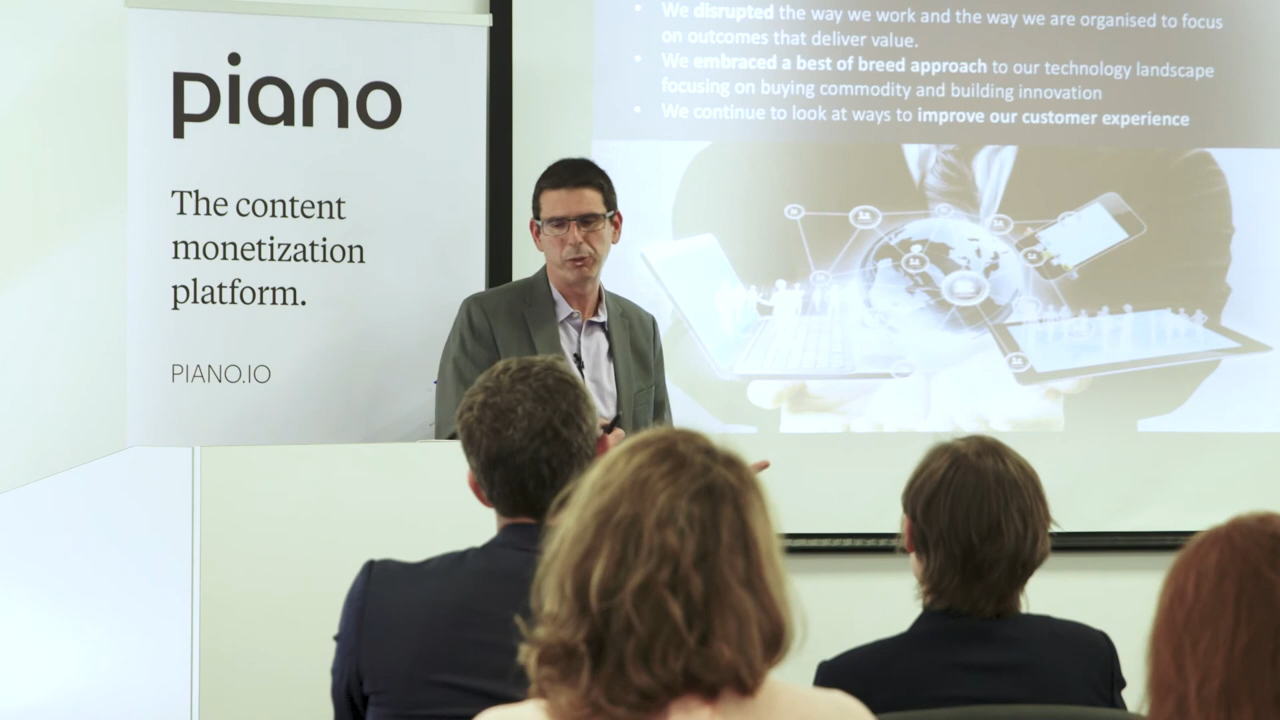 piano
The content
monetization
platform.
PIANO.IO
• We disrupted the way we work and the way we are organised to focus
on outcomes that deliver value.
• We embraced a best of breed approach to our technology landscape
focusing on buying commodity and building innovation
• We continue to look at ways to improve our customer experience